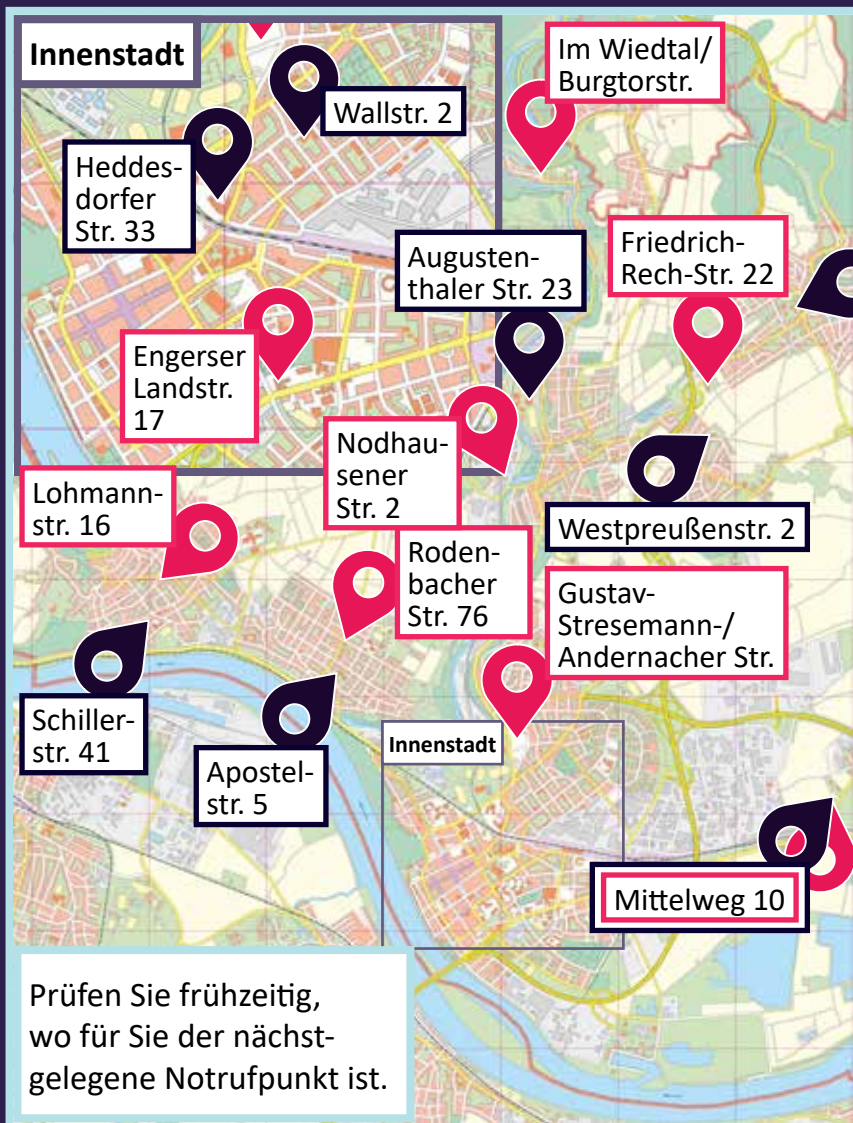 Innenstadt
Wallstr. 2
Heddes-
dorfer
Str. 33
Engerser
Landstr.
17
Im Wiedtal/
Burgtorstr.
Augusten-
thaler Str. 23
Friedrich-
Rech-Str. 22
Nodhau-
sener
Str. 2
Westpreußenstr. 2
Lohmann-
str. 16
Roden-
bacher
Str. 76
Gustav-
Stresemann-/
Andernacher Str.
Schiller-
str. 41
Apostel-
str. 5
Innenstadt
Mittelweg 10
Prüfen Sie frühzeitig,
wo für Sie der nächst-
gelegene Notrufpunkt ist.